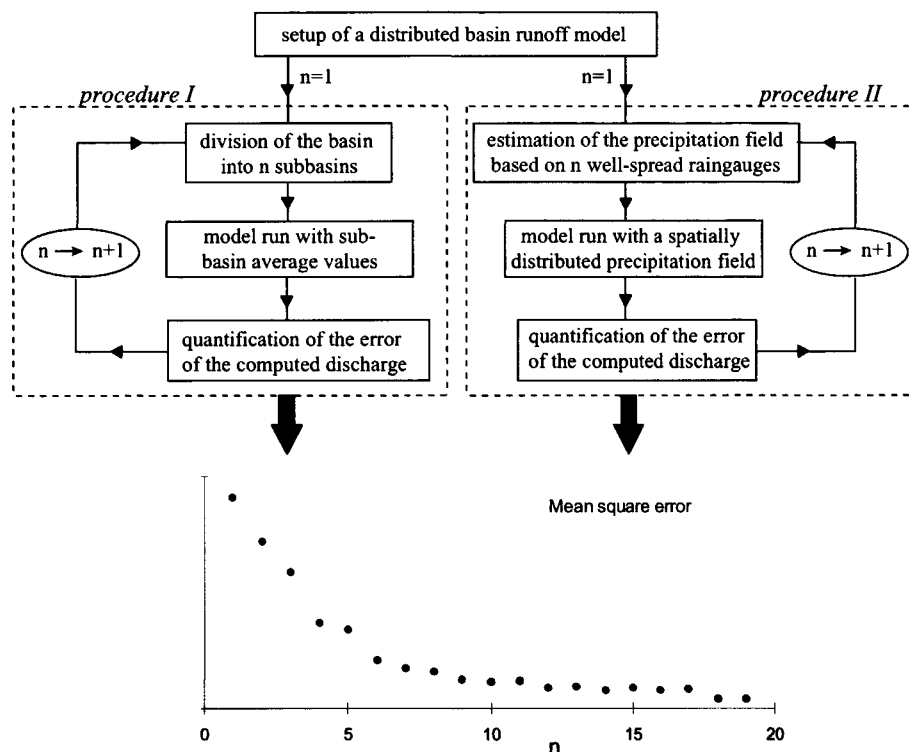 setup of a distributed basin runoff model
n=1
n=1
procedure I
procedure II
division of the basin
into n subbasins
estimation of the precipitation field
based on n well-spread raingauges
n → n+1
model run with sub-
basin average values
model run with a spatially
distributed precipitation field
n → n+1
quantification of the error
of the computed discharge
quantification of the error
of the computed discharge
Mean square error
0
5
10
15
20
n